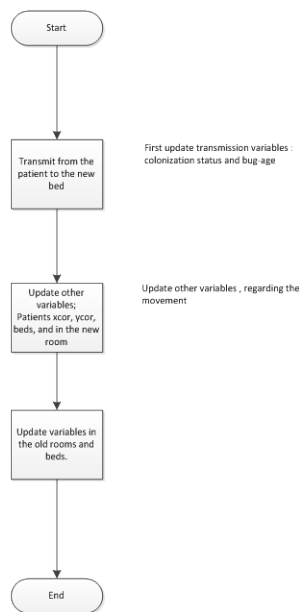 Start
Transmit from the
patient to the new
bed
First update transmission variables :
colonization status and bug-age
Update other
variables;
Patients xcor, ycor,
beds, and in the new
room
Update other variables , regarding the
movement
Update variables in
the old rooms and
beds.
End